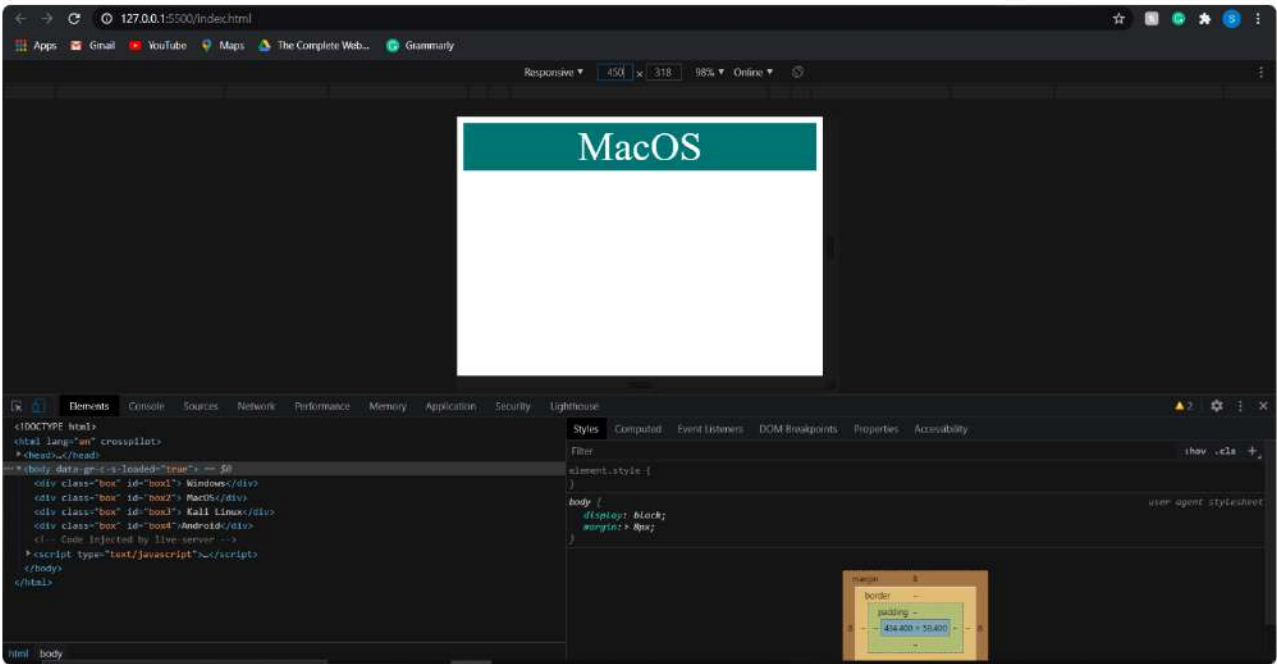 127.0.0.1:5500/index.html
Apps Gmail YouTube Maps The Complete Web... Grammarly
Responsive ▼ 450 x 318 98% ▼ Online ▼
MacOS
Elements Console Sources Network Performance Memory Application Security Lighthouse 2
<!DOCTYPE html>
<html lang="en" crosspilot>
<head>…</head>
<body data-gr-c-s-loaded="true"> == $0
<div class="box" id="box1"> Windows</div>
<div class="box" id="box2"> MacOS</div>
<div class="box" id="box3"> Kali Linux</div>
<div class="box" id="box4">Android</div>
<!-- Code Injected by live-server -->
<script type="text/javascript">…</script>
</body>
</html>
html body
Styles Computed Event Listeners DOM Breakpoints Properties Accessibility
Filter :hov .cls +
element.style {
}
body { user agent stylesheet
display: block;
margin: 8px;
}
margin 8
border -
padding -
8 - - 434.400 × 59.400 - - 8
-